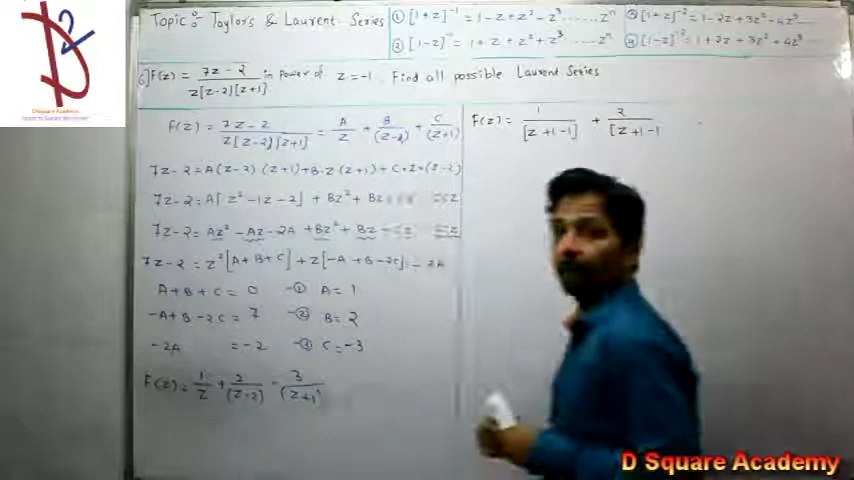 Topic : Taylor's & Laurent Series
① [1+z]⁻¹ = 1-z+z²-z³......zⁿ
② [1-z]⁻¹ = 1+z+z²+z³......zⁿ
③ [1+z]⁻² = 1-2z+3z²-4z³....
④ [1-z]⁻² = 1+2z+3z²+4z³...
D Square Academy
6] F(z) = 7z-2 / z[z-2][z+1] in power of z=-1. Find all possible Laurent Series
F(z) = 7z-2 / z[z-2][z+1] = A/z + B/(z-2) + C/(z+1)
7z-2 = A(z-2)(z+1)+B·z(z+1)+C·z·(z-2)
7z-2 = A[z²-1z-2] + Bz² + Bz
7z-2 = Az² - Az - 2A + Bz² + Bz
7z-2 = z²[A+B+C] + z[-A+B-2C] - 2A
A+B+C = 0 -① A=1
-A+B-2C = 7 -② B=2
-2A = -2 -③ C=-3
F(z) = 1/z + 2/(z-2) - 3/(z+1)
F(z) = 1/[z+1-1] + 2/[z+1-1
D Square Academy